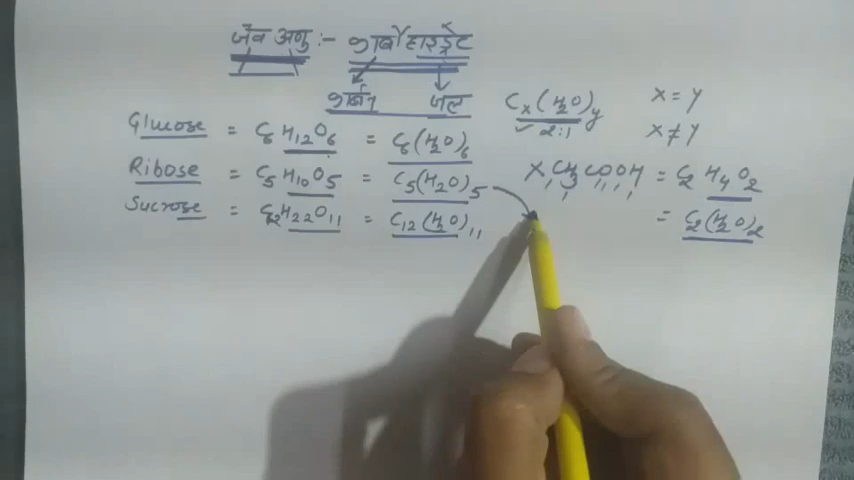 जैव अणु :- कार्बोहाइड्रेट
कार्बन जल
Cₓ(H₂O)ᵧ X = Y
✓ 2:1 X ≠ Y
Glucose = C₆H₁₂O₆ = C₆(H₂O)₆
Ribose = C₅H₁₀O₅ = C₅(H₂O)₅
X CH₃COOH = C₂H₄O₂
Sucrose = C₁₂H₂₂O₁₁ = C₁₂(H₂O)₁₁
= C₂(H₂O)₂